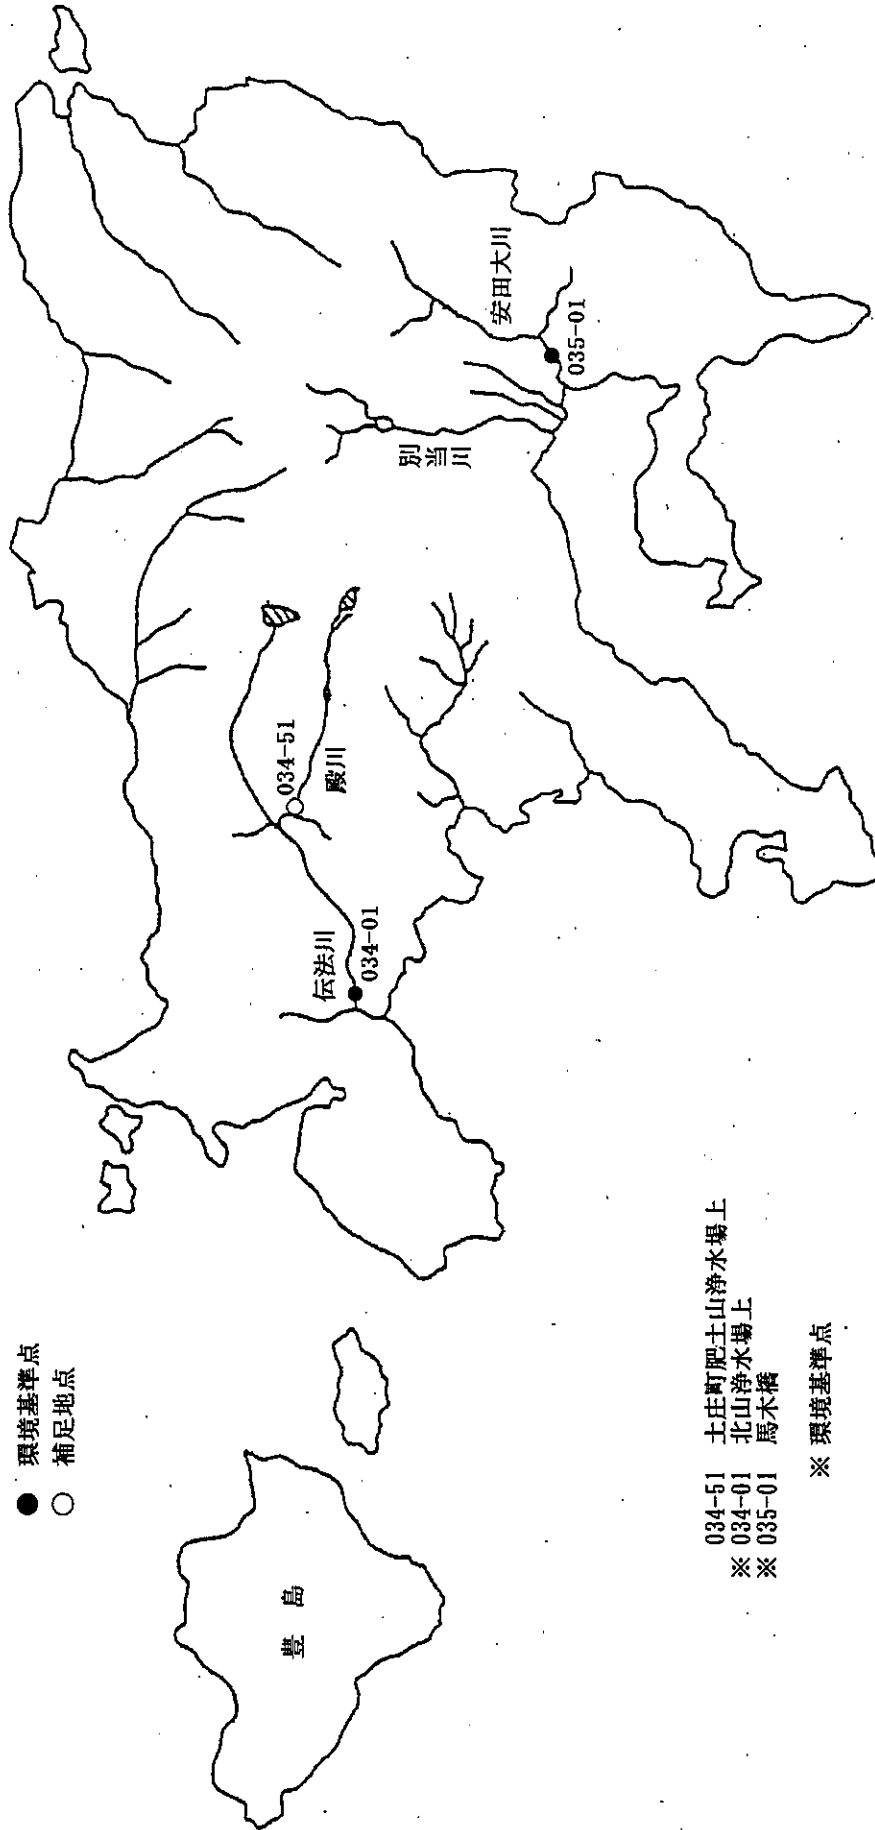 ● 環境基準点
○ 補足地点
豊島
伝法川
034-01
034-51
殿川
別当川
安田大川
035-01
034-51 土庄町肥土山浄水場上
※ 034-01 北山浄水場上
※ 035-01 馬木橋
※ 環境基準点